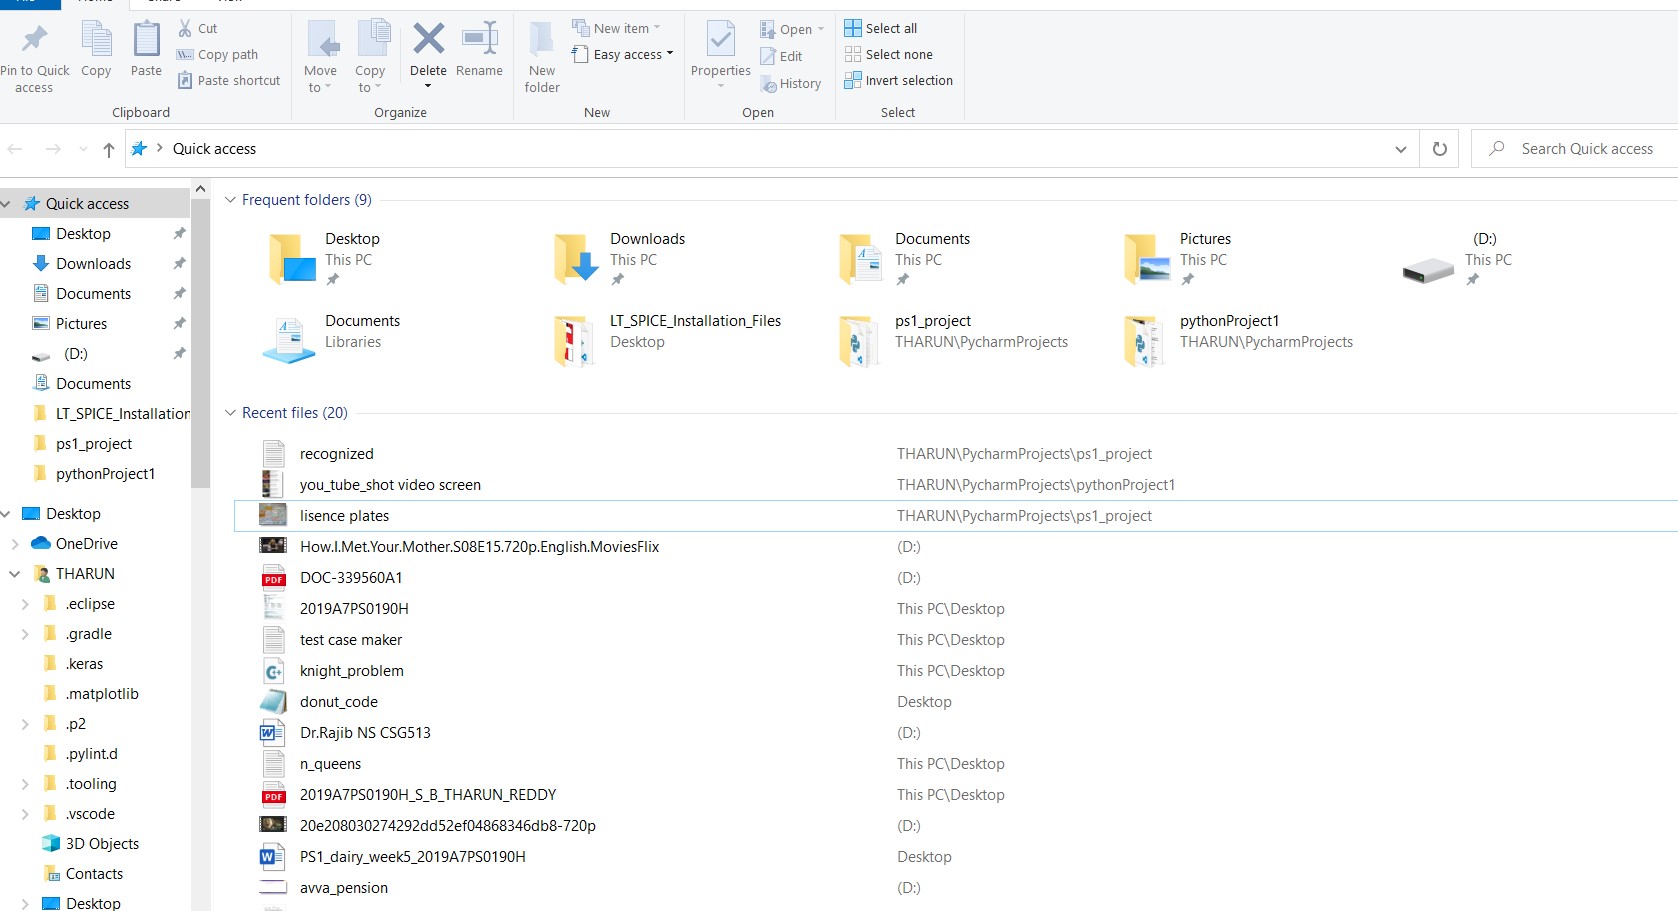 Home
Share
View
Cut
Copy path
Paste shortcut
Pin to Quick access
Copy
Paste
Clipboard
Move to
Copy to
Delete
Rename
Organize
New folder
New item
Easy access
New
Properties
Open
Edit
History
Open
Select all
Select none
Invert selection
Select
Quick access
Search Quick access
Quick access
Desktop
Downloads
Documents
Pictures
(D:)
Documents
LT_SPICE_Installation
ps1_project
pythonProject1
Desktop
OneDrive
THARUN
.eclipse
.gradle
.keras
.matplotlib
.p2
.pylint.d
.tooling
.vscode
3D Objects
Contacts
Desktop
Frequent folders (9)
Desktop
This PC
Downloads
This PC
Documents
This PC
Pictures
This PC
(D:)
This PC
Documents
Libraries
LT_SPICE_Installation_Files
Desktop
ps1_project
THARUN\PycharmProjects
pythonProject1
THARUN\PycharmProjects
Recent files (20)
recognized THARUN\PycharmProjects\ps1_project
you_tube_shot video screen THARUN\PycharmProjects\pythonProject1
lisence plates THARUN\PycharmProjects\ps1_project
How.I.Met.Your.Mother.S08E15.720p.English.MoviesFlix (D:)
PDF DOC-339560A1 (D:)
2019A7PS0190H This PC\Desktop
test case maker This PC\Desktop
knight_problem This PC\Desktop
donut_code Desktop
Dr.Rajib NS CSG513 (D:)
n_queens This PC\Desktop
PDF 2019A7PS0190H_S_B_THARUN_REDDY This PC\Desktop
20e208030274292dd52ef04868346db8-720p (D:)
PS1_dairy_week5_2019A7PS0190H Desktop
avva_pension (D:)